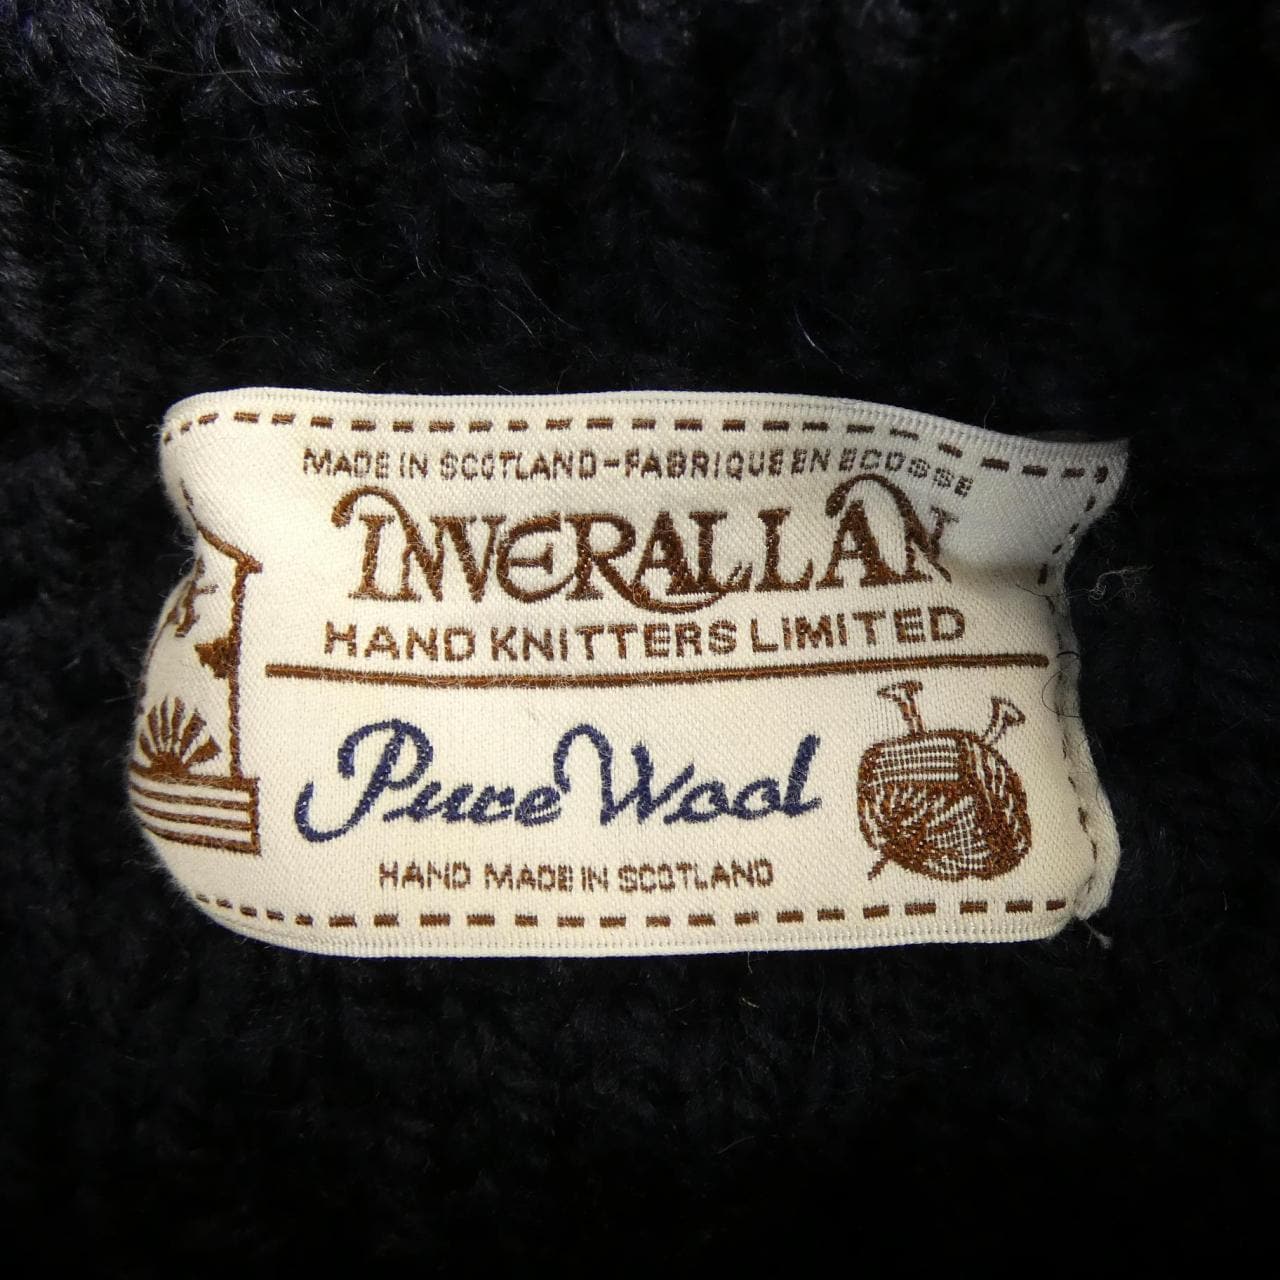 MADE IN SCOTLAND-FABRIQUE EN ECOSSE
INVERALLAN
HAND KNITTERS LIMITED
Pure Wool
HAND MADE IN SCOTLAND